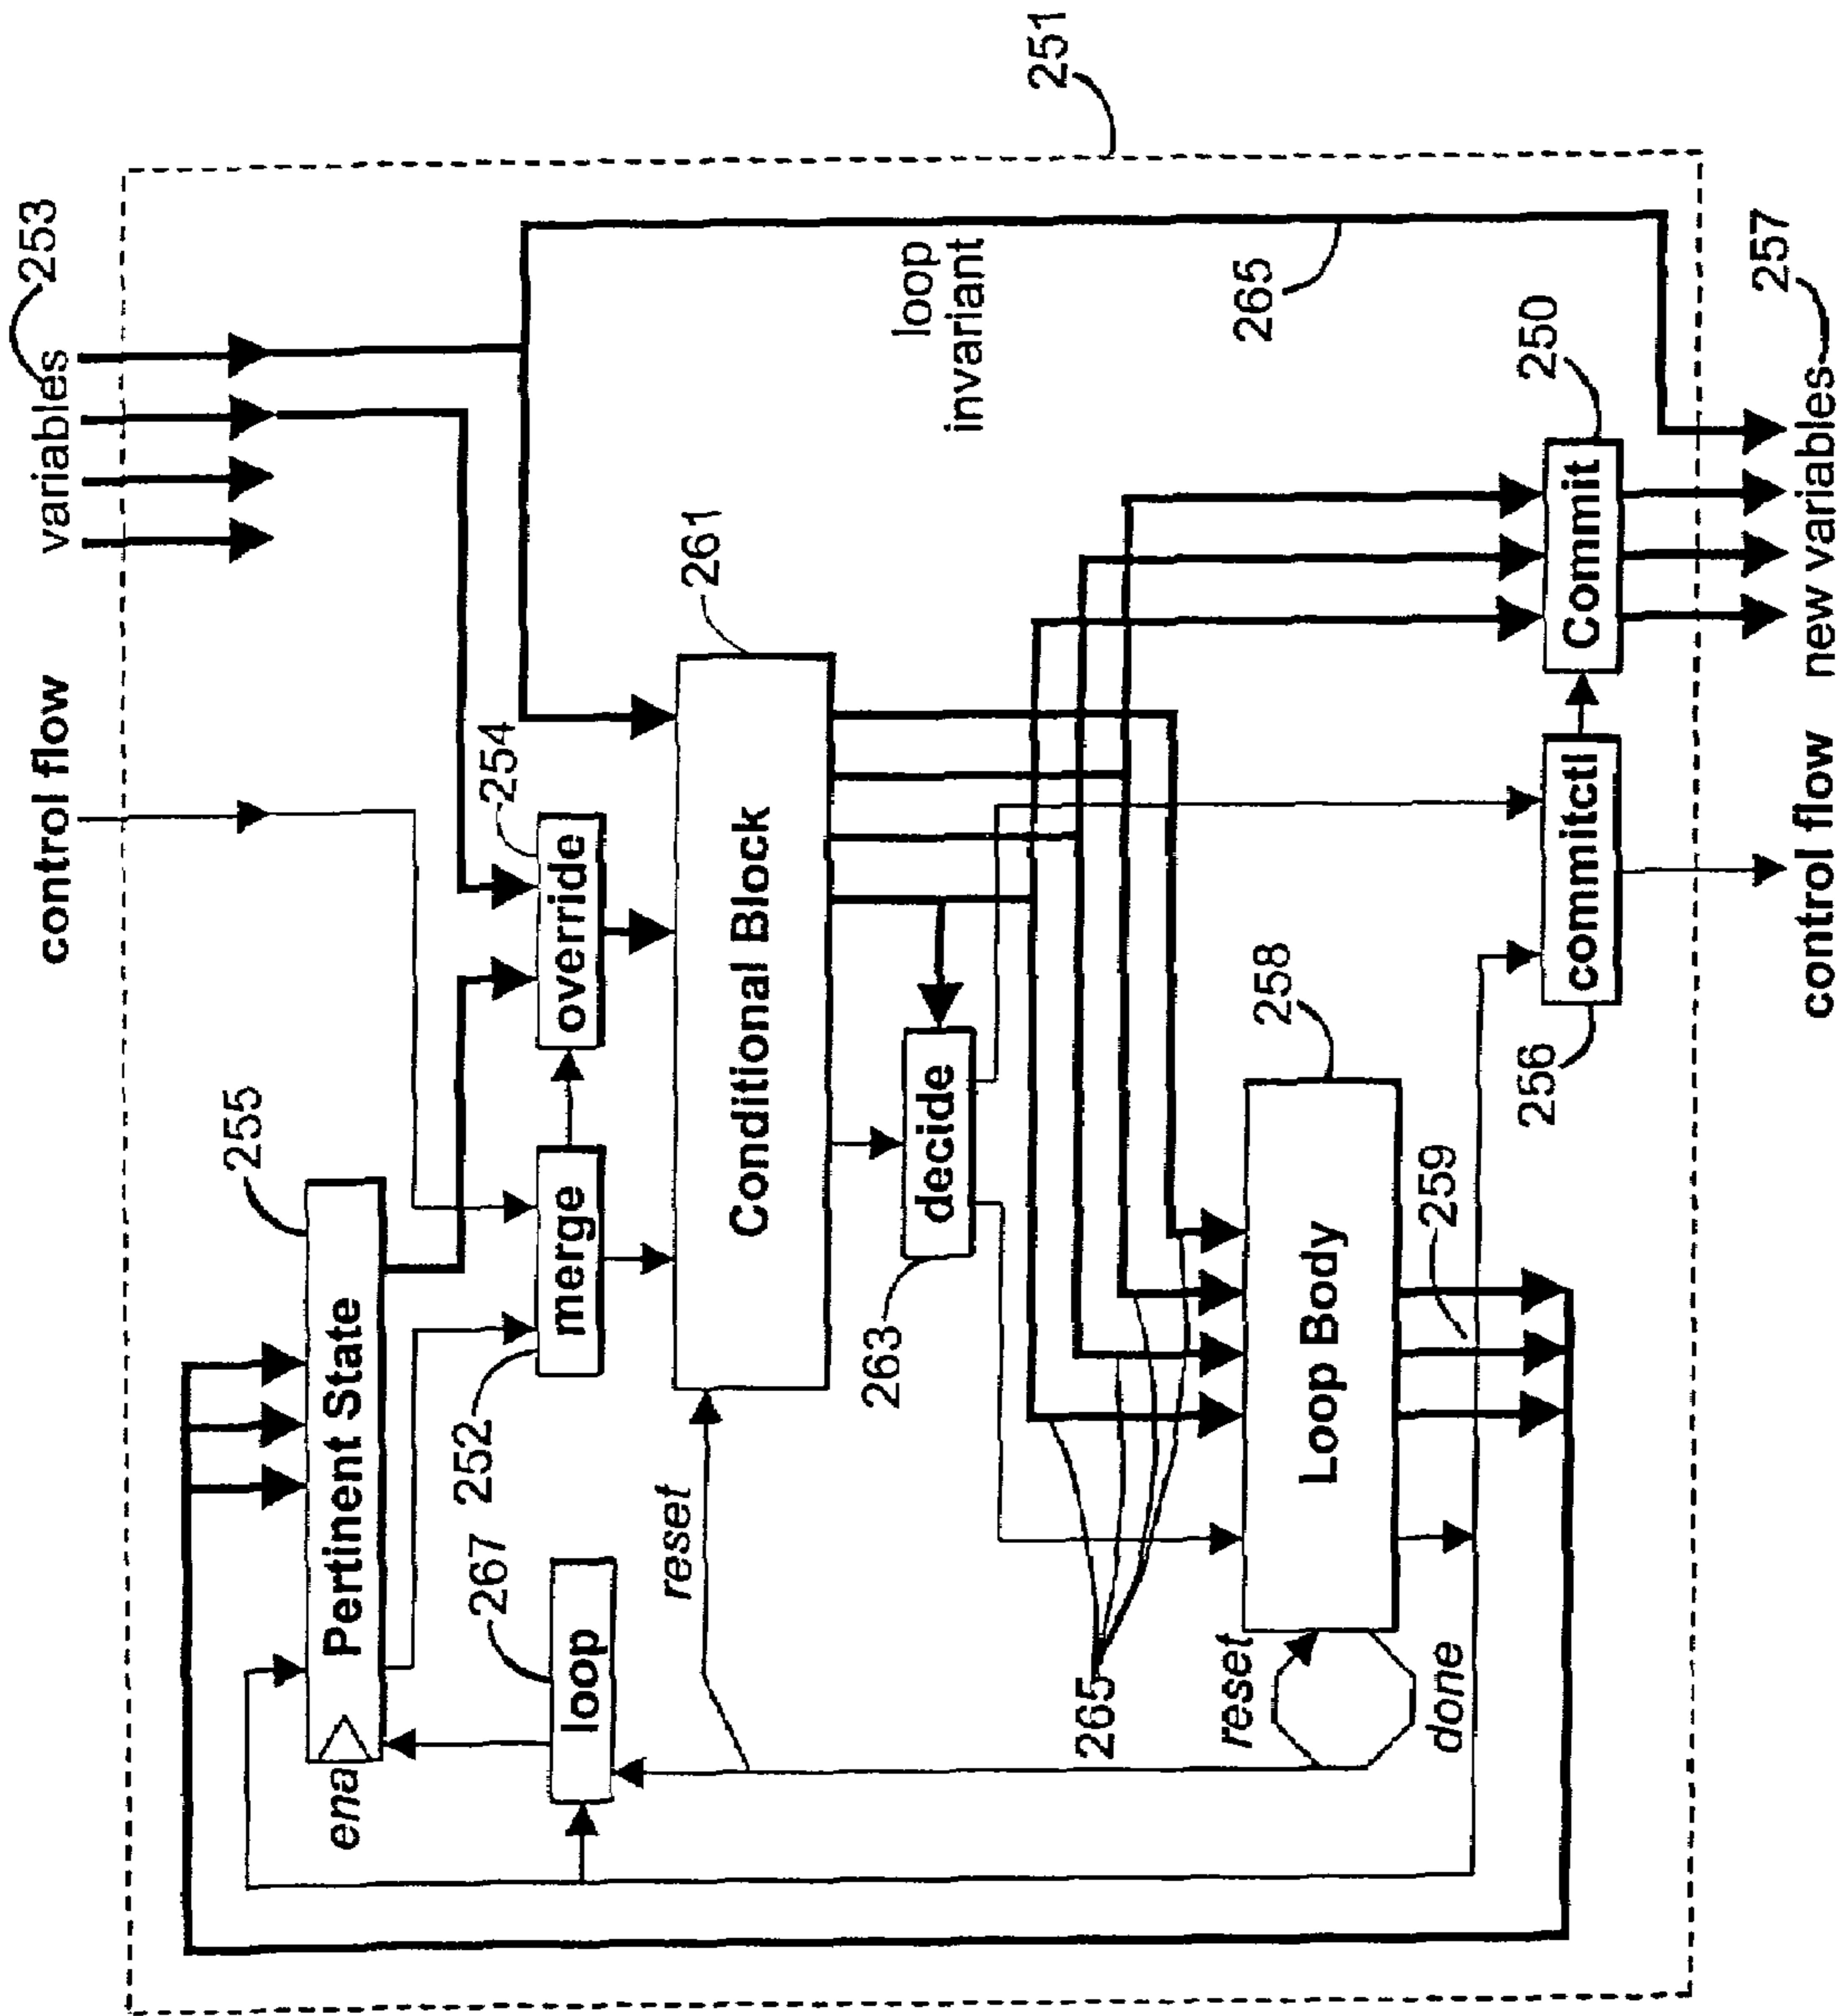 control flow
variables
253
251
255
Pertinent State
ena
267
loop
252
merge
254
override
reset
261
Conditional Block
loop
invariant
265
263
decide
265
258
Loop Body
reset
done
259
256
commitctl
250
Commit
control flow
new variables
257